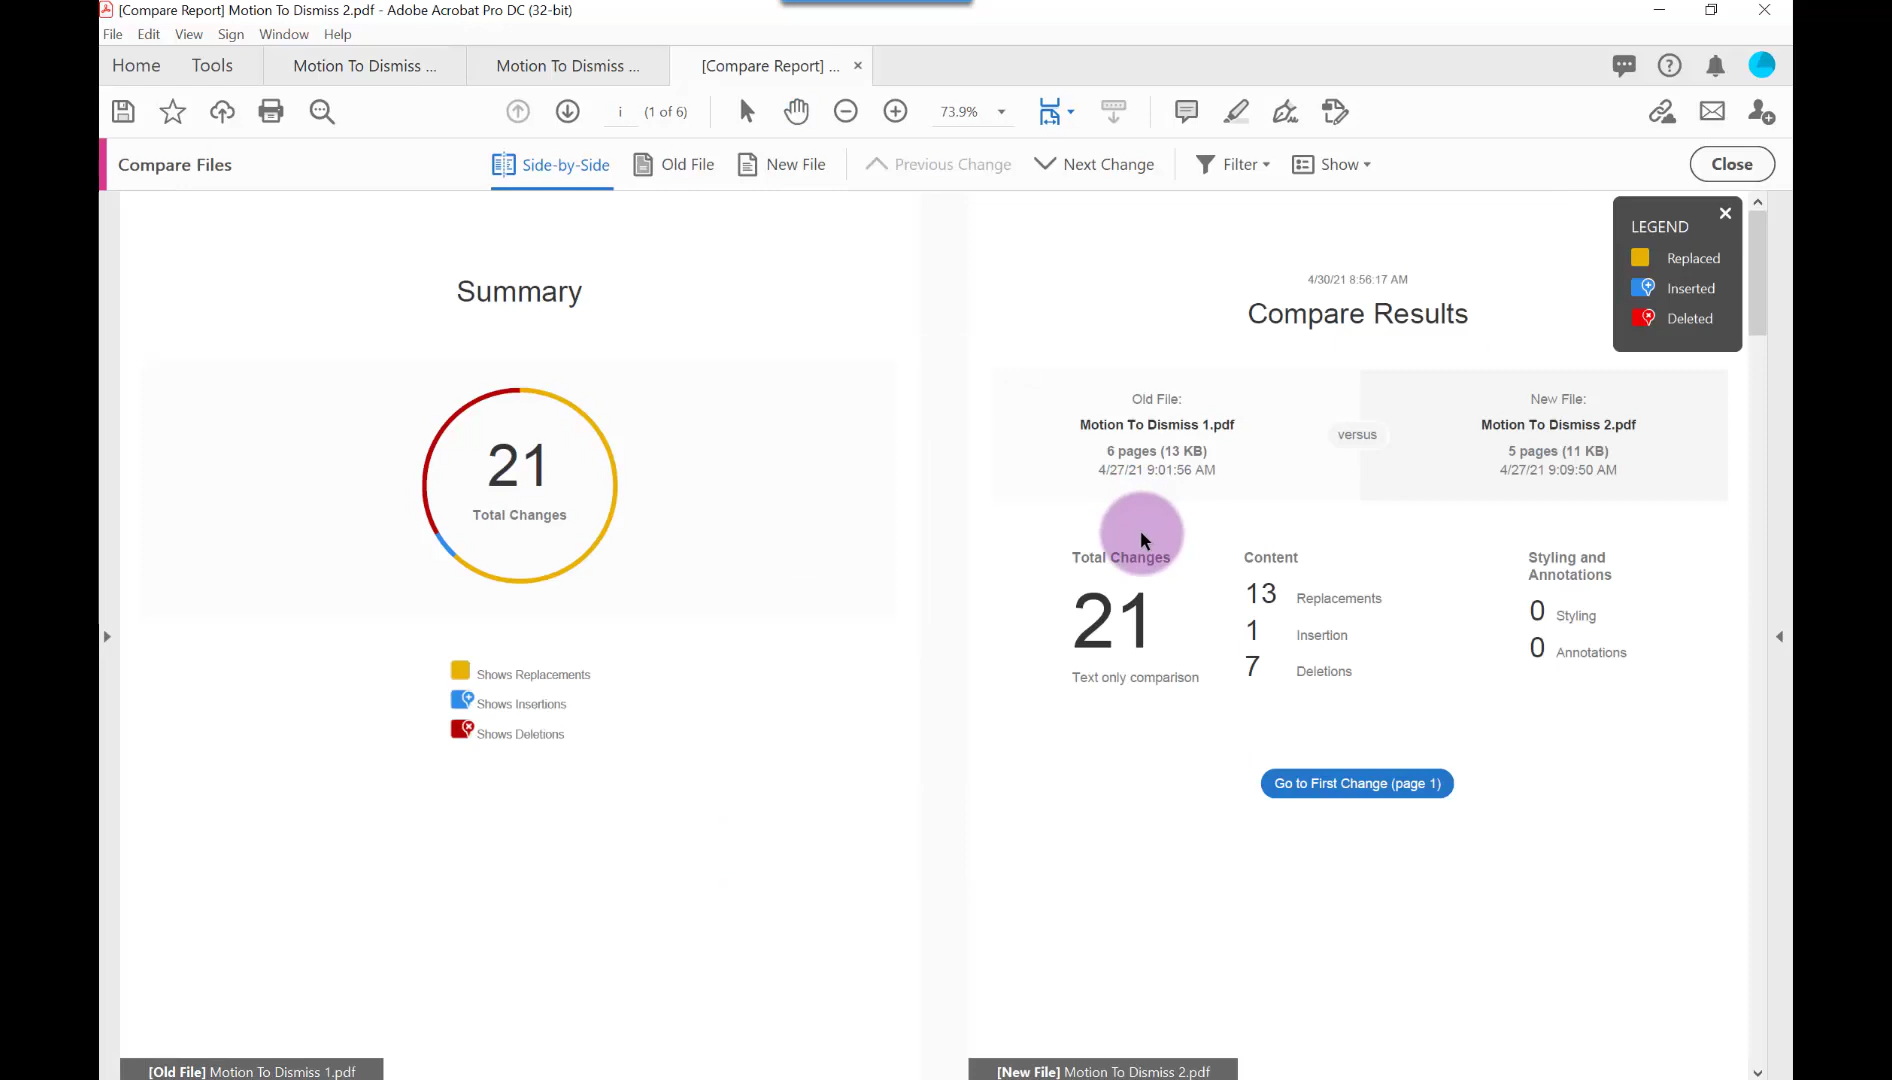 [Compare Report] Motion To Dismiss 2.pdf - Adobe Acrobat Pro DC (32-bit)
File Edit View Sign Window Help
Home Tools Motion To Dismiss ... Motion To Dismiss ... [Compare Report] ...
i (1 of 6) 73.9%
Compare Files Side-by-Side Old File New File Previous Change Next Change Filter Show Close
LEGEND
Replaced
Inserted
Deleted
Summary
21
Total Changes
Shows Replacements
Shows Insertions
Shows Deletions
4/30/21 8:56:17 AM
Compare Results
Old File:
Motion To Dismiss 1.pdf
6 pages (13 KB)
4/27/21 9:01:56 AM
versus
New File:
Motion To Dismiss 2.pdf
5 pages (11 KB)
4/27/21 9:09:50 AM
Total Changes
21
Text only comparison
Content
13 Replacements
1 Insertion
7 Deletions
Styling and
Annotations
0 Styling
0 Annotations
Go to First Change (page 1)
[Old File] Motion To Dismiss 1.pdf
[New File] Motion To Dismiss 2.pdf